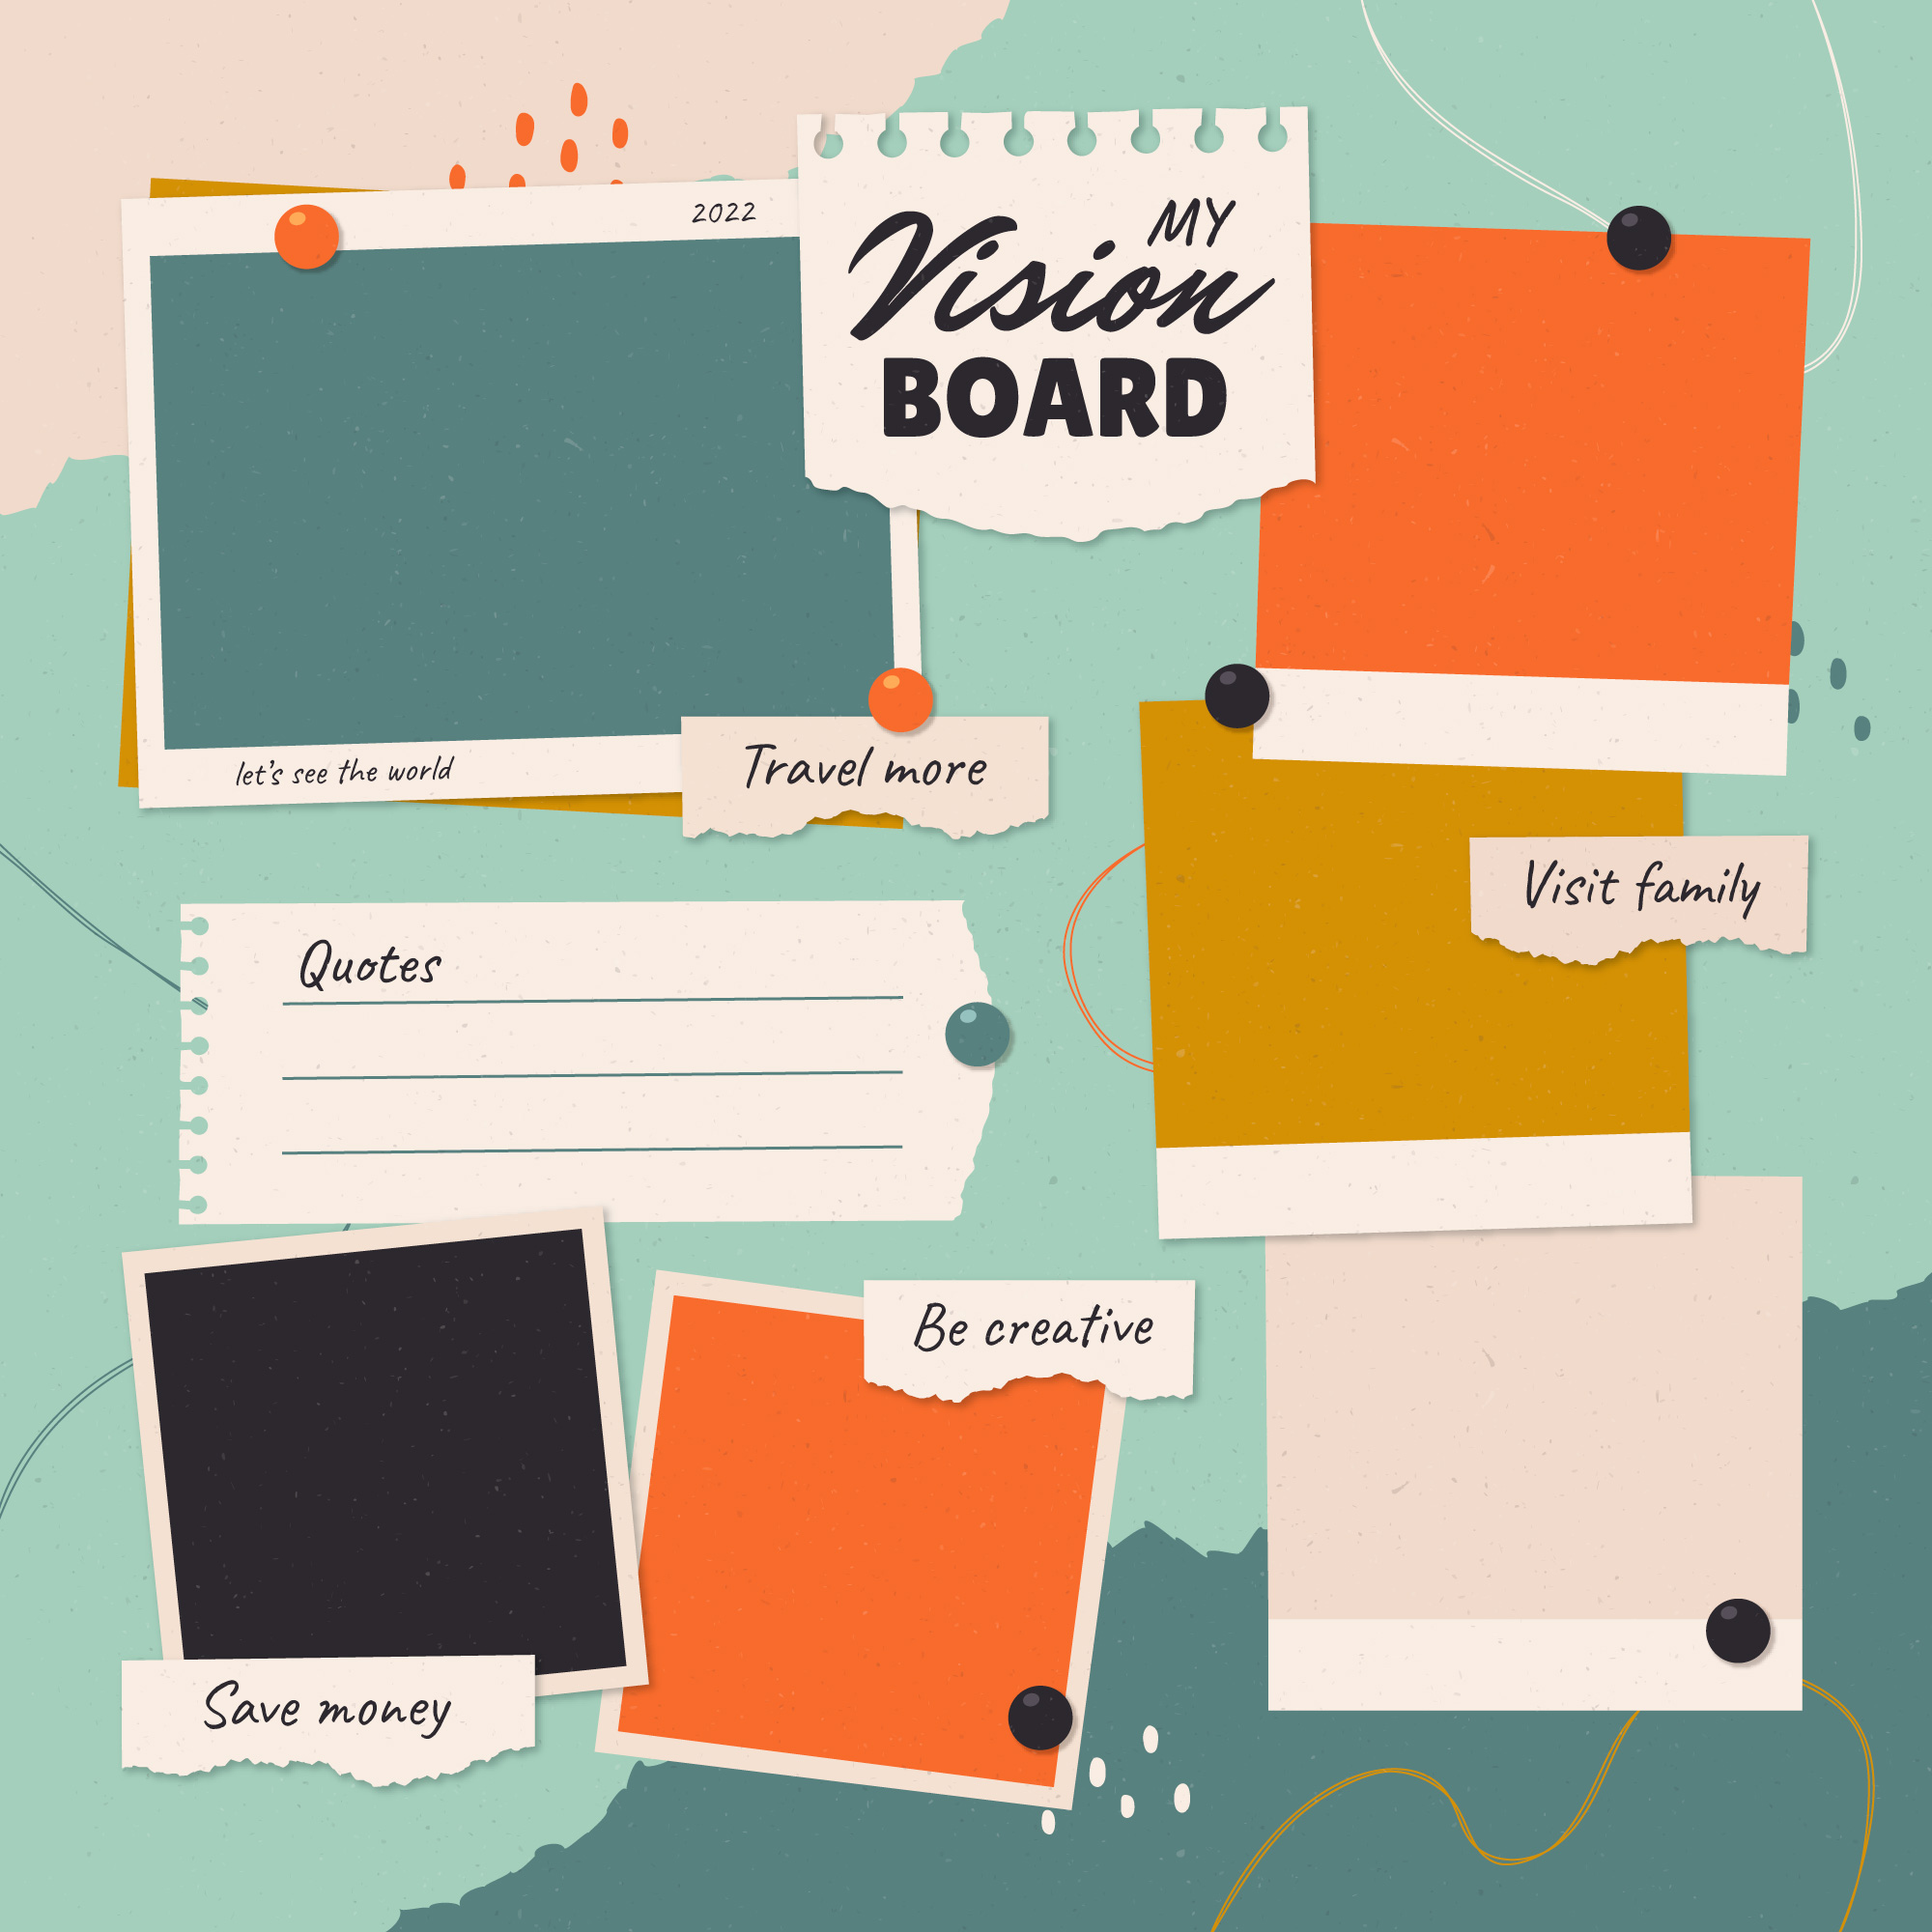 2022
MY
Vision
BOARD
let's see the world
Travel more
Visit family
Quotes
Be creative
Save money